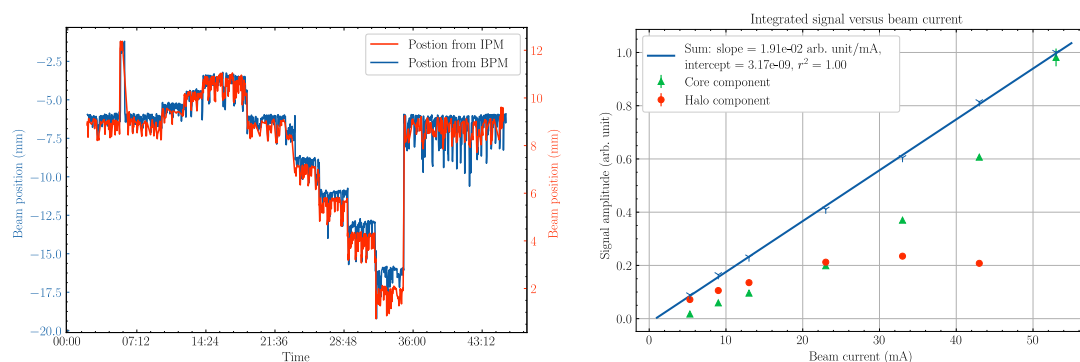 Postion from IPM
Postion from BPM
Beam position (mm)
−2.5
−5.0
−7.5
−10.0
−12.5
−15.0
−17.5
−20.0
12
10
8
6
4
2
Beam position (mm)
00:00 07:12 14:24 21:36 28:48 36:00 43:12
Time
Integrated signal versus beam current
Sum: slope = 1.91e-02 arb. unit/mA,
intercept = 3.17e-09, r² = 1.00
Core component
Halo component
Signal amplitude (arb. unit)
1.0
0.8
0.6
0.4
0.2
0.0
0 10 20 30 40 50
Beam current (mA)